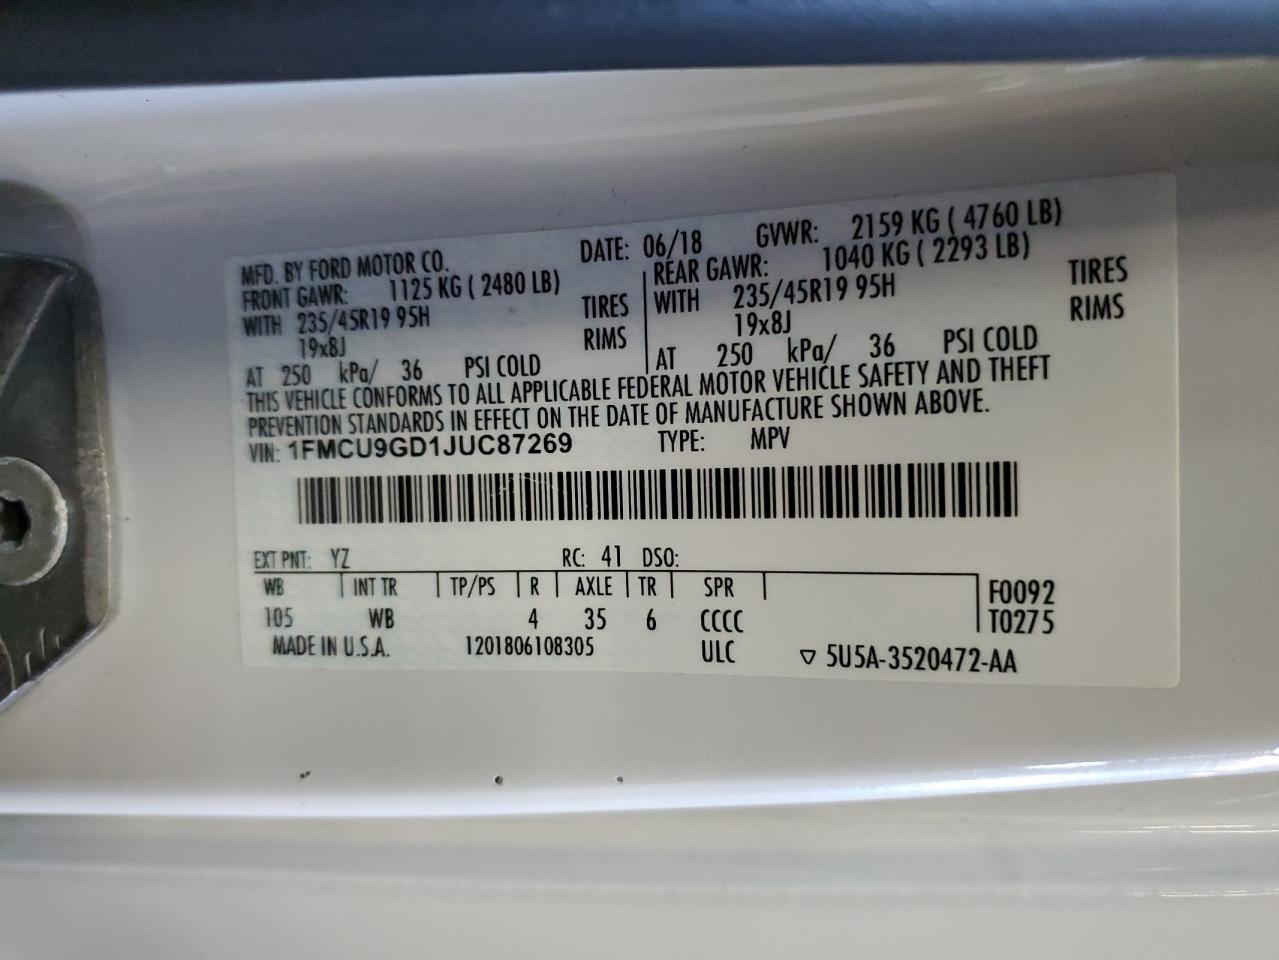 MFD. BY FORD MOTOR CO. DATE: 06/18 GVWR: 2159 KG ( 4760 LB)
FRONT GAWR: 1125 KG ( 2480 LB) REAR GAWR: 1040 KG ( 2293 LB)
WITH 235/45R19 95H TIRES WITH 235/45R19 95H TIRES
19x8J RIMS 19x8J RIMS
AT 250 kPa/ 36 PSI COLD AT 250 kPa/ 36 PSI COLD
THIS VEHICLE CONFORMS TO ALL APPLICABLE FEDERAL MOTOR VEHICLE SAFETY AND THEFT
PREVENTION STANDARDS IN EFFECT ON THE DATE OF MANUFACTURE SHOWN ABOVE.
VIN: 1FMCU9GD1JUC87269 TYPE: MPV
EXT PNT: YZ RC: 41 DSO:
WB INT TR TP/PS R AXLE TR SPR F0092
105 WB 4 35 6 CCCC T0275
MADE IN U.S.A. 1201806108305 ULC ▽ 5U5A-3520472-AA